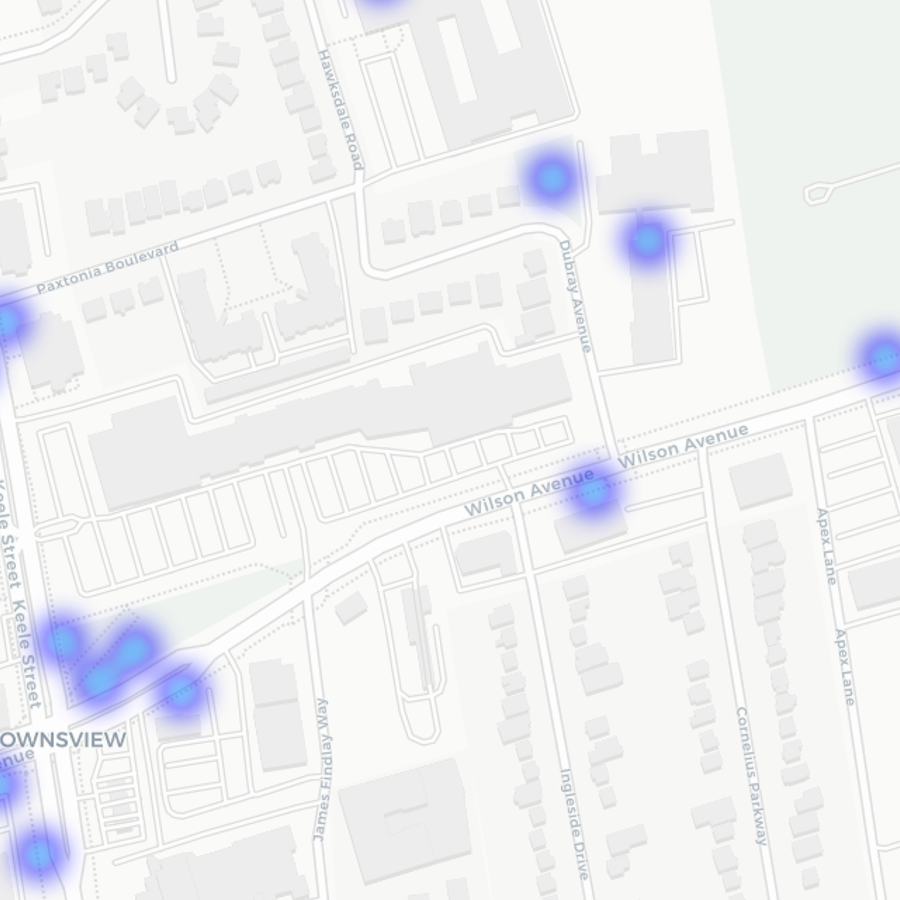 Hawksdale Road
Paxtonia Boulevard
Dubray Avenue
Wilson Avenue
Wilson Avenue
Keele Street
Keele Street
Apex Lane
Apex Lane
OWNSVIEW
enue
James Findlay Way
Ingleside Drive
Cornelius Parkway